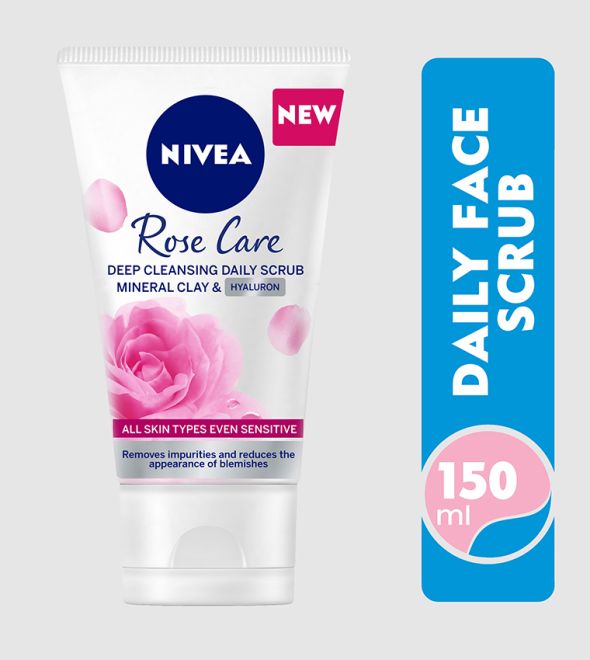 NEW
NIVEA
Rose Care
DEEP CLEANSING DAILY SCRUB
MINERAL CLAY & HYALURON
ALL SKIN TYPES EVEN SENSITIVE
Removes impurities and reduces the
appearance of blemishes
DAILY FACE
SCRUB
150
ml